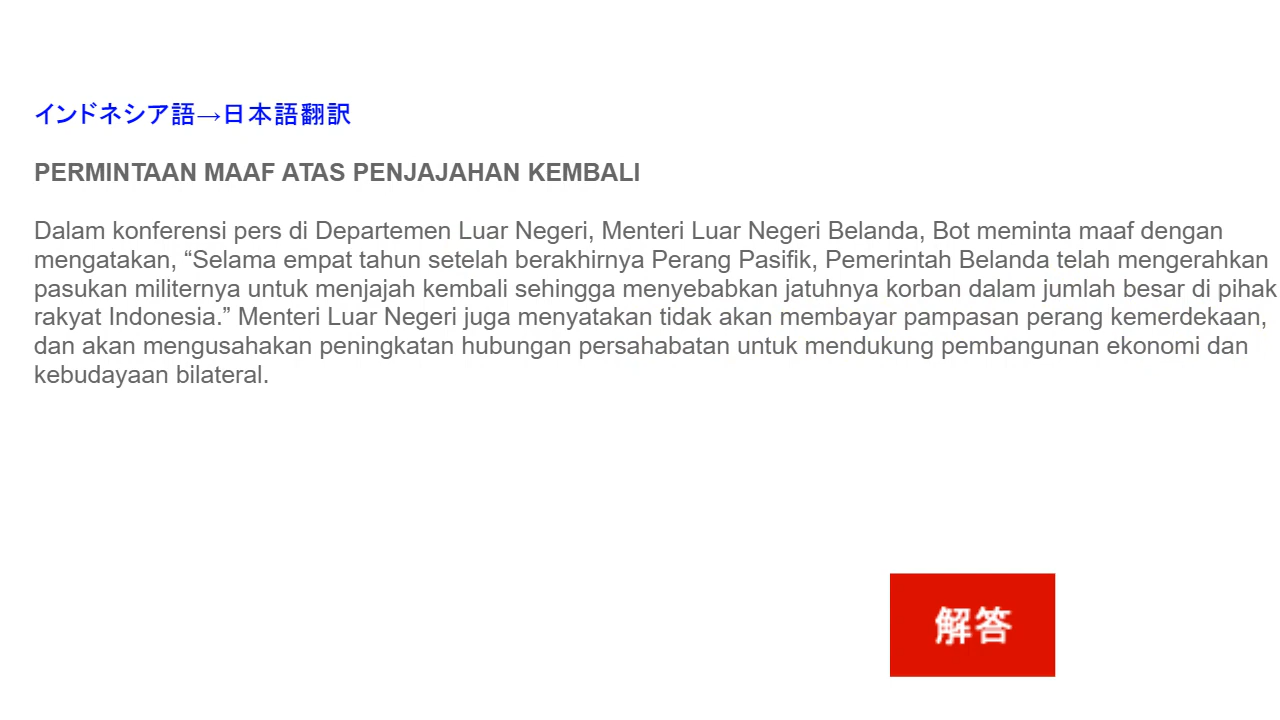 インドネシア語→日本語翻訳
PERMINTAAN MAAF ATAS PENJAJAHAN KEMBALI
Dalam konferensi pers di Departemen Luar Negeri, Menteri Luar Negeri Belanda, Bot meminta maaf dengan
mengatakan, “Selama empat tahun setelah berakhirnya Perang Pasifik, Pemerintah Belanda telah mengerahkan
pasukan militernya untuk menjajah kembali sehingga menyebabkan jatuhnya korban dalam jumlah besar di pihak
rakyat Indonesia.” Menteri Luar Negeri juga menyatakan tidak akan membayar pampasan perang kemerdekaan,
dan akan mengusahakan peningkatan hubungan persahabatan untuk mendukung pembangunan ekonomi dan
kebudayaan bilateral.
解答